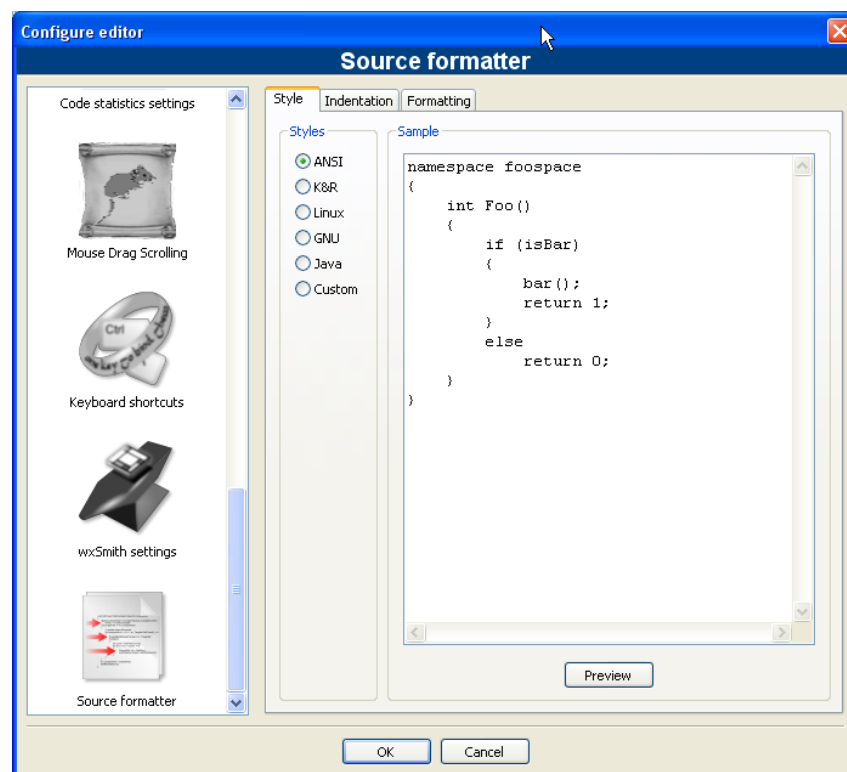 Configure editor
Source formatter
Code statistics settings
Mouse Drag Scrolling
Ctrl
Keyboard shortcuts
wxSmith settings
Source formatter
Style Indentation Formatting
Styles
ANSI
K&R
Linux
GNU
Java
Custom
Sample
namespace foospace
{
    int Foo()
    {
        if (isBar)
        {
            bar();
            return 1;
        }
        else
            return 0;
    }
}
Preview
OK Cancel